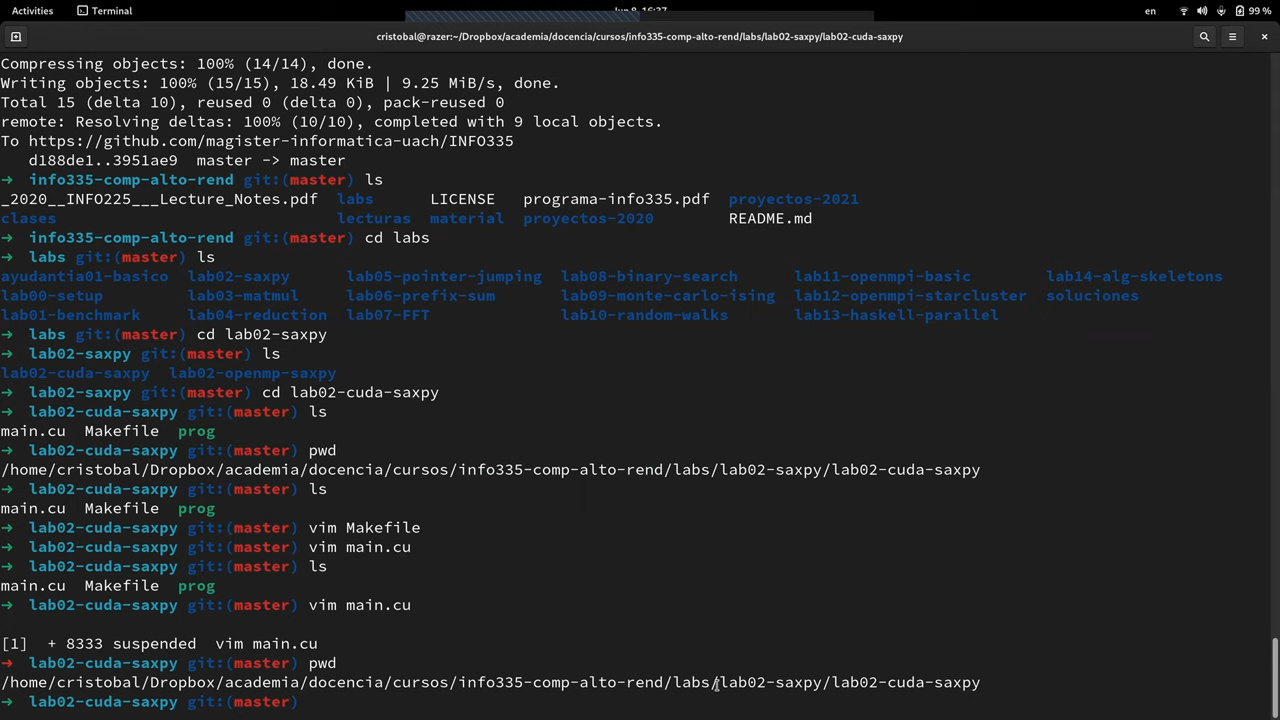 Activities Terminal en 99 %
cristobal@razer:~/Dropbox/academia/docencia/cursos/info335-comp-alto-rend/labs/lab02-saxpy/lab02-cuda-saxpy
Compressing objects: 100% (14/14), done.
Writing objects: 100% (15/15), 18.49 KiB | 9.25 MiB/s, done.
Total 15 (delta 10), reused 0 (delta 0), pack-reused 0
remote: Resolving deltas: 100% (10/10), completed with 9 local objects.
To https://github.com/magister-informatica-uach/INFO335
d188de1..3951ae9 master -> master
→ info335-comp-alto-rend git:(master) ls
_2020__INFO225___Lecture_Notes.pdf labs LICENSE programa-info335.pdf proyectos-2021
clases lecturas material proyectos-2020 README.md
→ info335-comp-alto-rend git:(master) cd labs
→ labs git:(master) ls
ayudantia01-basico lab02-saxpy lab05-pointer-jumping lab08-binary-search lab11-openmpi-basic lab14-alg-skeletons
lab00-setup lab03-matmul lab06-prefix-sum lab09-monte-carlo-ising lab12-openmpi-starcluster soluciones
lab01-benchmark lab04-reduction lab07-FFT lab10-random-walks lab13-haskell-parallel
→ labs git:(master) cd lab02-saxpy
→ lab02-saxpy git:(master) ls
lab02-cuda-saxpy lab02-openmp-saxpy
→ lab02-saxpy git:(master) cd lab02-cuda-saxpy
→ lab02-cuda-saxpy git:(master) ls
main.cu Makefile prog
→ lab02-cuda-saxpy git:(master) pwd
/home/cristobal/Dropbox/academia/docencia/cursos/info335-comp-alto-rend/labs/lab02-saxpy/lab02-cuda-saxpy
→ lab02-cuda-saxpy git:(master) ls
main.cu Makefile prog
→ lab02-cuda-saxpy git:(master) vim Makefile
→ lab02-cuda-saxpy git:(master) vim main.cu
→ lab02-cuda-saxpy git:(master) ls
main.cu Makefile prog
→ lab02-cuda-saxpy git:(master) vim main.cu
[1] + 8333 suspended vim main.cu
→ lab02-cuda-saxpy git:(master) pwd
/home/cristobal/Dropbox/academia/docencia/cursos/info335-comp-alto-rend/labs/lab02-saxpy/lab02-cuda-saxpy
→ lab02-cuda-saxpy git:(master)